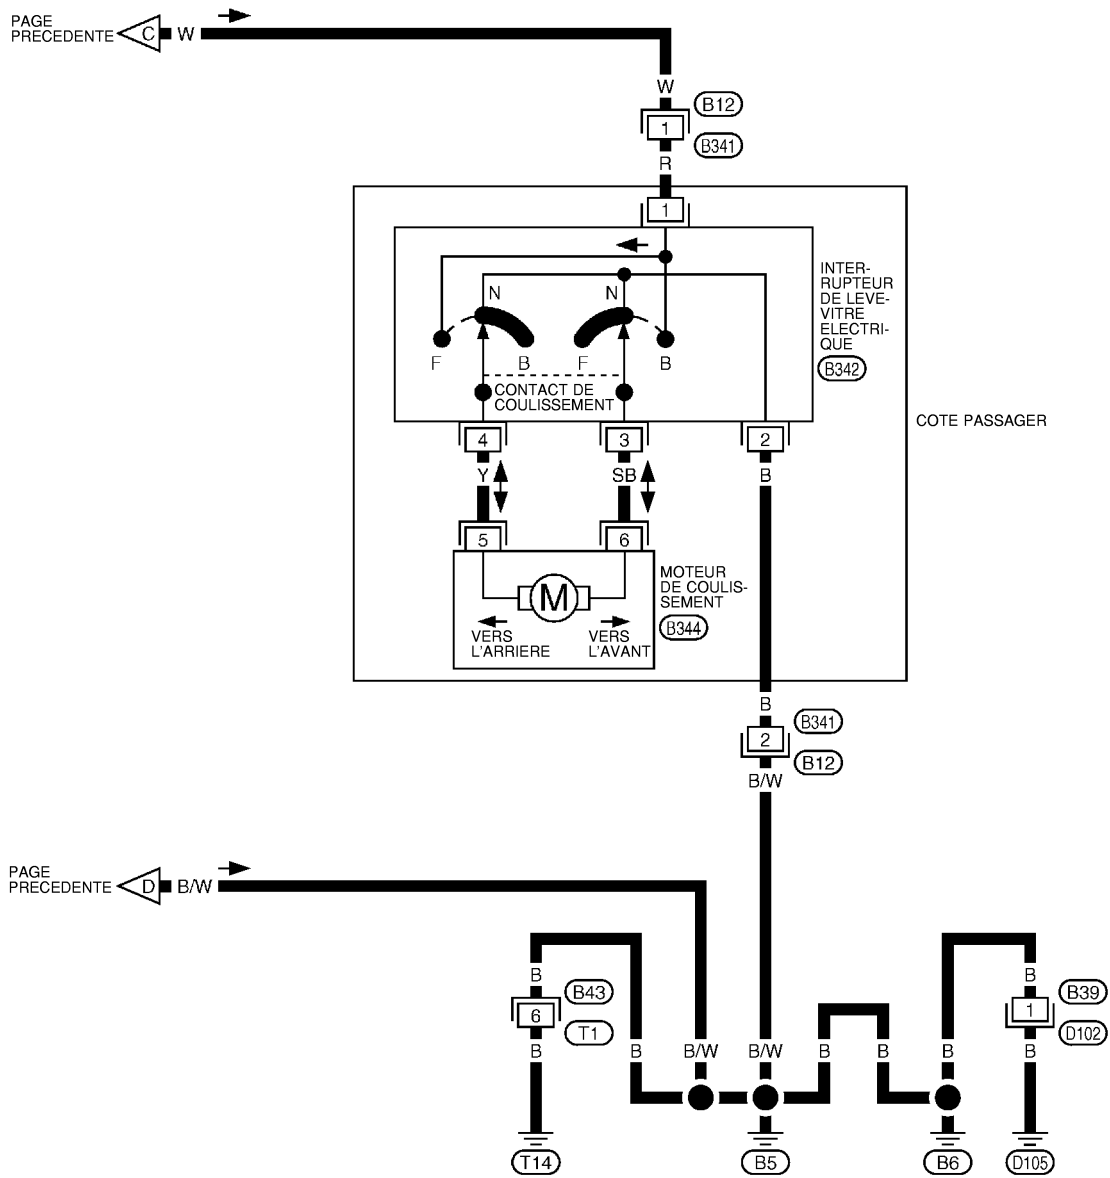 PAGE
PRECEDENTE
C
W
W
B12
1
B341
R
1
INTER-
RUPTEUR
DE LEVE-
VITRE
ELECTRI-
QUE
B342
N
N
F
B
F
B
CONTACT DE
COULISSEMENT
COTE PASSAGER
4
3
2
Y
SB
B
5
6
M
MOTEUR
DE COULIS-
SEMENT
B344
VERS
L'ARRIERE
VERS
L'AVANT
B
B341
2
B12
B/W
PAGE
PRECEDENTE
D
B/W
B
B
B43
B39
6
1
T1
D102
B
B
B/W
B/W
B
B
B
B
T14
B5
B6
D105